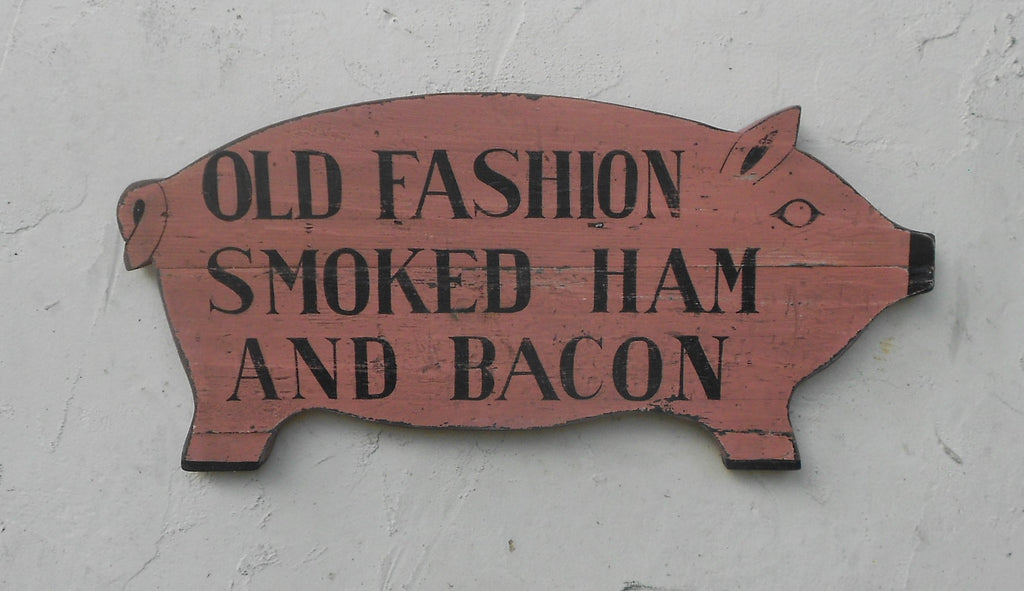 OLD FASHION
SMOKED HAM
AND BACON